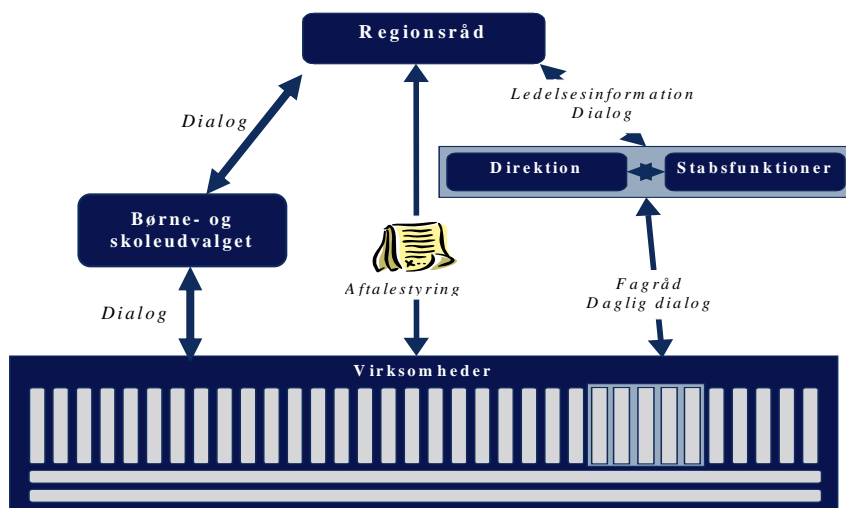 Regionsråd
Ledelsesinformation
Dialog
Dialog
Direktion
Stabsfunktioner
Børne- og
skoleudvalget
Aftalestyring
Fagråd
Daglig dialog
Dialog
Virksomheder